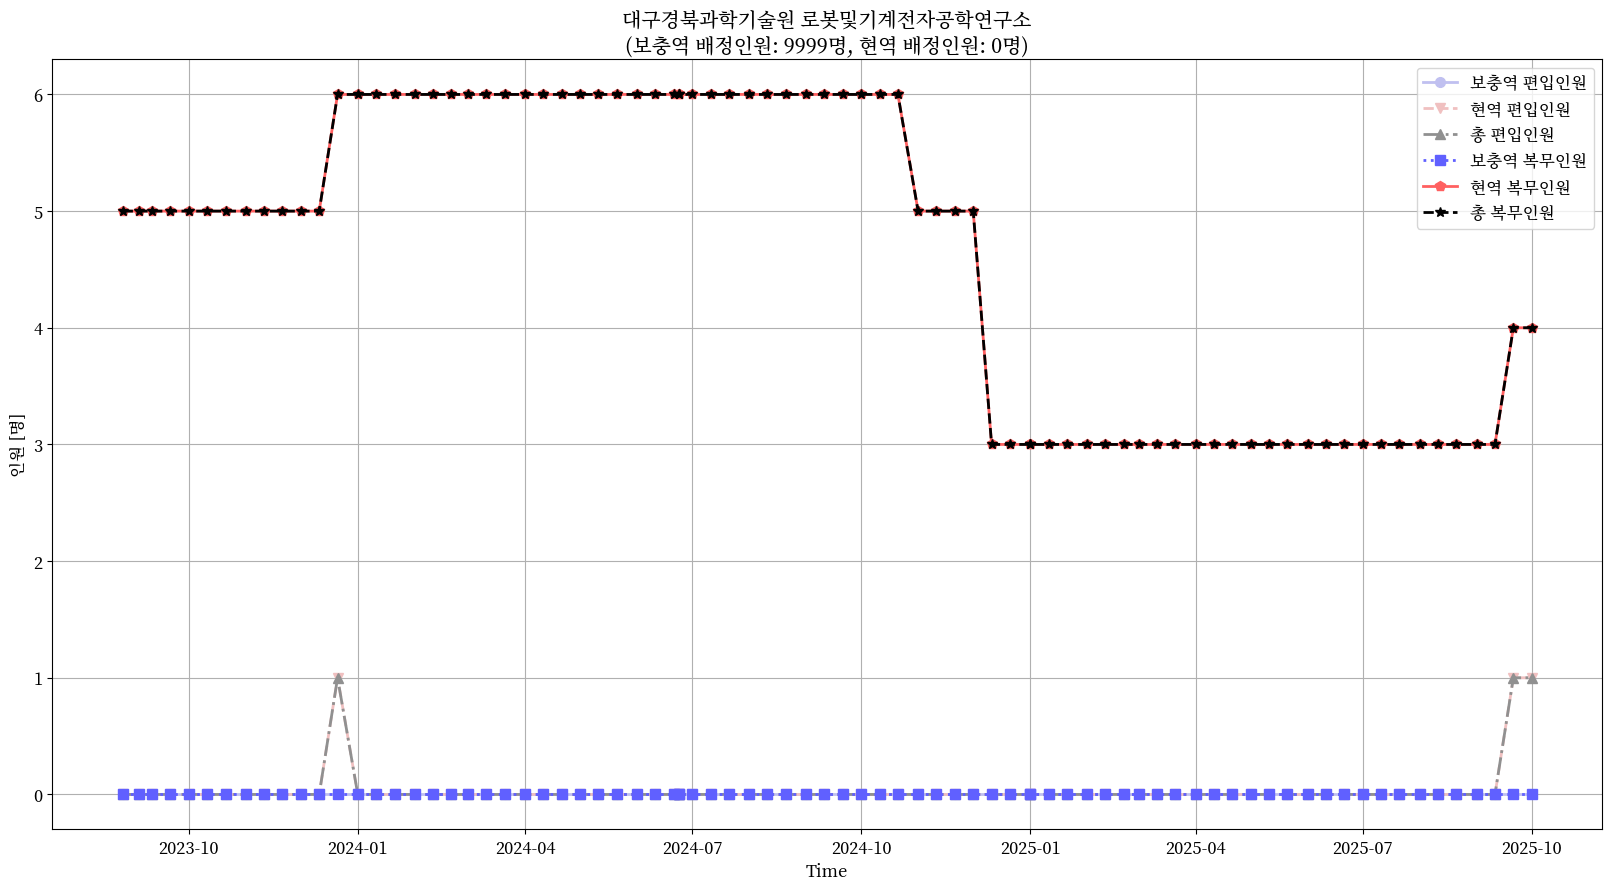 대구경북과학기술원 로봇및기계전자공학연구소
(보충역 배정인원: 9999명, 현역 배정인원: 0명)
보충역 편입인원
현역 편입인원
총 편입인원
보충역 복무인원
현역 복무인원
총 복무인원
인원 [명]
6
5
4
3
2
1
0
2023-10
2024-01
2024-04
2024-07
2024-10
2025-01
2025-04
2025-07
2025-10
Time